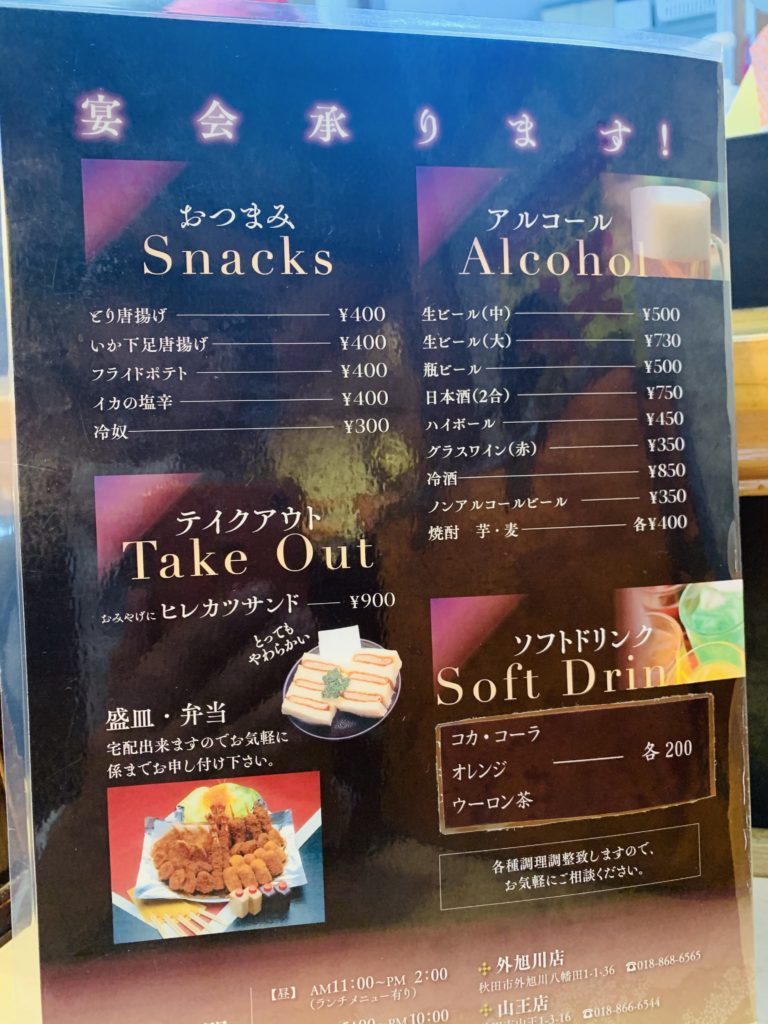 宴会承ります!
おつまみ
Snacks
とり唐揚げ ¥400
いか下足唐揚げ ¥400
フライドポテト ¥400
イカの塩辛 ¥400
冷奴 ¥300
アルコール
Alcohol
生ビール(中) ¥500
生ビール(大) ¥730
瓶ビール ¥500
日本酒(2合) ¥750
ハイボール ¥450
グラスワイン(赤) ¥350
冷酒 ¥850
ノンアルコールビール ¥350
焼酎 芋・麦 各¥400
テイクアウト
Take Out
おみやげに ヒレカツサンド ¥900
とっても
やわらかい
盛皿・弁当
宅配出来ますのでお気軽に
係までお申し付け下さい。
ソフトドリンク
Soft Drin
コカ・コーラ
オレンジ 各200
ウーロン茶
各種調理調整致しますので、
お気軽にご相談ください。
【昼】 AM11:00~PM 2:00
(ランチメニュー有り)
PM10:00
外旭川店
秋田市外旭川八幡田1-1-36 ☎018-868-6565
山王店
山王1-3-16 ☎018-866-6544